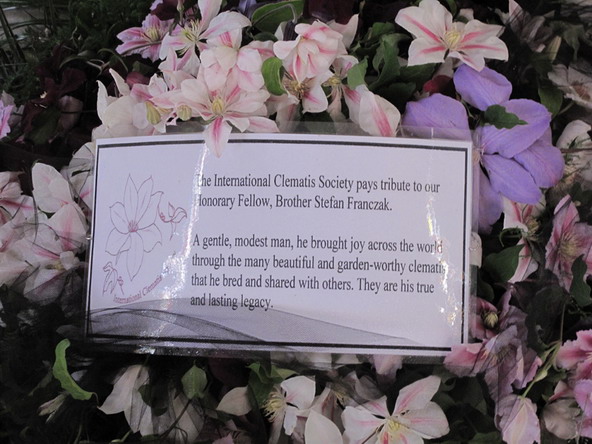 The International Clematis Society pays tribute to our
Honorary Fellow, Brother Stefan Franczak.
A gentle, modest man, he brought joy across the world
through the many beautiful and garden-worthy clematis
that he bred and shared with others. They are his true
and lasting legacy.
International Clematis